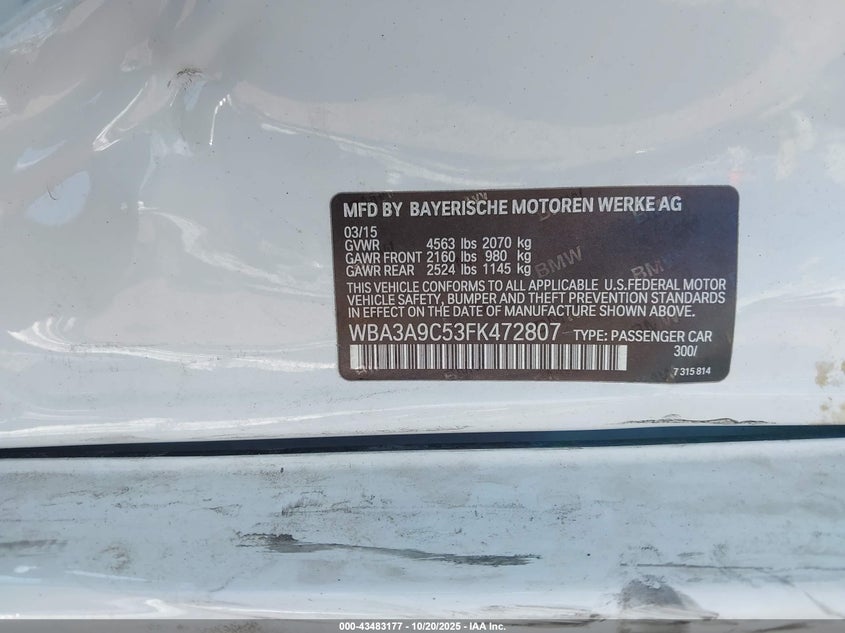 MFD BY BAYERISCHE MOTOREN WERKE AG
03/15
GVWR 4563 lbs 2070 kg
GAWR FRONT 2160 lbs 980 kg
GAWR REAR 2524 lbs 1145 kg
THIS VEHICLE CONFORMS TO ALL APPLICABLE U.S.FEDERAL MOTOR
VEHICLE SAFETY, BUMPER AND THEFT PREVENTION STANDARDS
IN EFFECT ON THE DATE OF MANUFACTURE SHOWN ABOVE.
WBA3A9C53FK472807 TYPE: PASSENGER CAR
300/
7 315 814
BMW
BMW
000-43483177 - 10/20/2025 - IAA Inc.